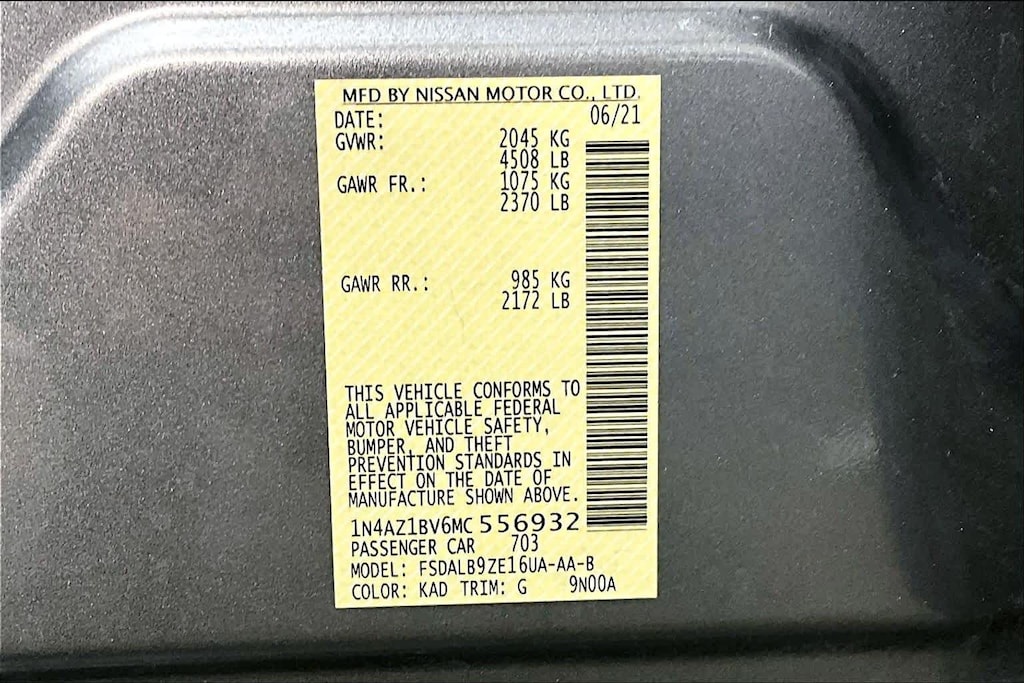 MFD BY NISSAN MOTOR CO., LTD.
DATE: 06/21
GVWR: 2045 KG
4508 LB
GAWR FR.: 1075 KG
2370 LB
GAWR RR.: 985 KG
2172 LB
THIS VEHICLE CONFORMS TO
ALL APPLICABLE FEDERAL
MOTOR VEHICLE SAFETY,
BUMPER, AND THEFT
PREVENTION STANDARDS IN
EFFECT ON THE DATE OF
MANUFACTURE SHOWN ABOVE.
1N4AZ1BV6MC 556932
PASSENGER CAR 703
MODEL: FSDALB9ZE16UA-AA-B
COLOR: KAD TRIM: G 9N00A